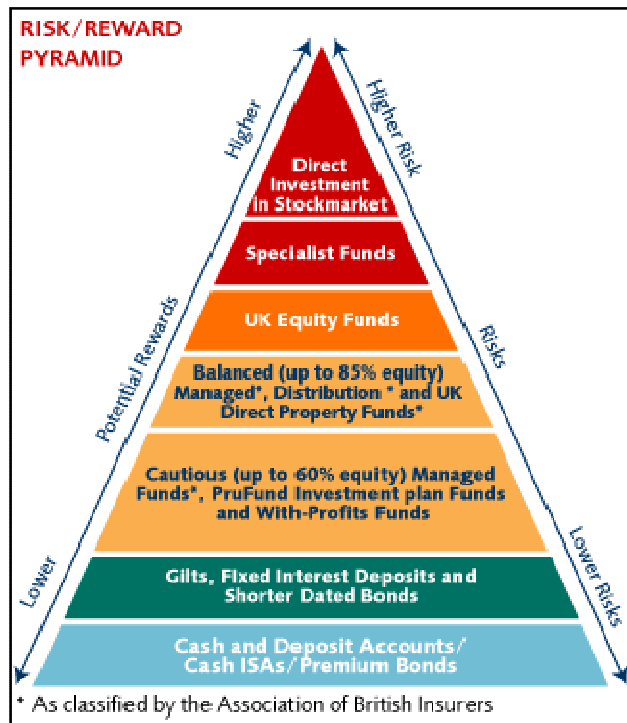 RISK/REWARD
PYRAMID
Higher
Higher Risk
Direct
Investment
in Stockmarket
Specialist Funds
UK Equity Funds
Potential Rewards
Risks
Balanced (up to 85% equity)
Managed*, Distribution * and UK
Direct Property Funds*
Cautious (up to 60% equity) Managed
Funds*, PruFund Investment plan Funds
and With-Profits Funds
Lower
Lower Risks
Gilts, Fixed Interest Deposits and
Shorter Dated Bonds
Cash and Deposit Accounts/
Cash ISAs/Premium Bonds
* As classified by the Association of British Insurers